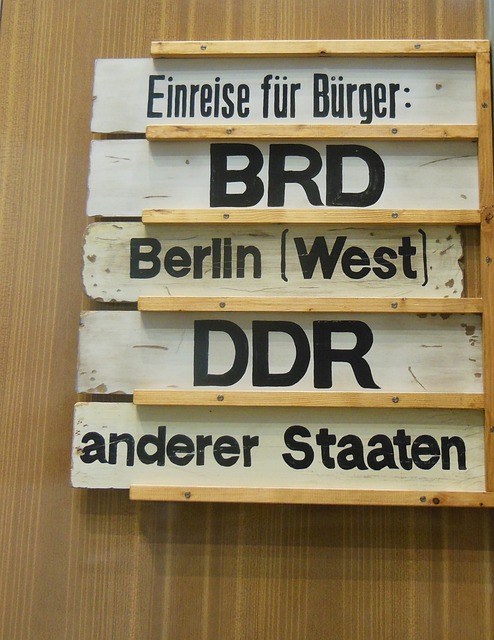 Einreise für Bürger:
BRD
Berlin (West)
DDR
anderer Staaten